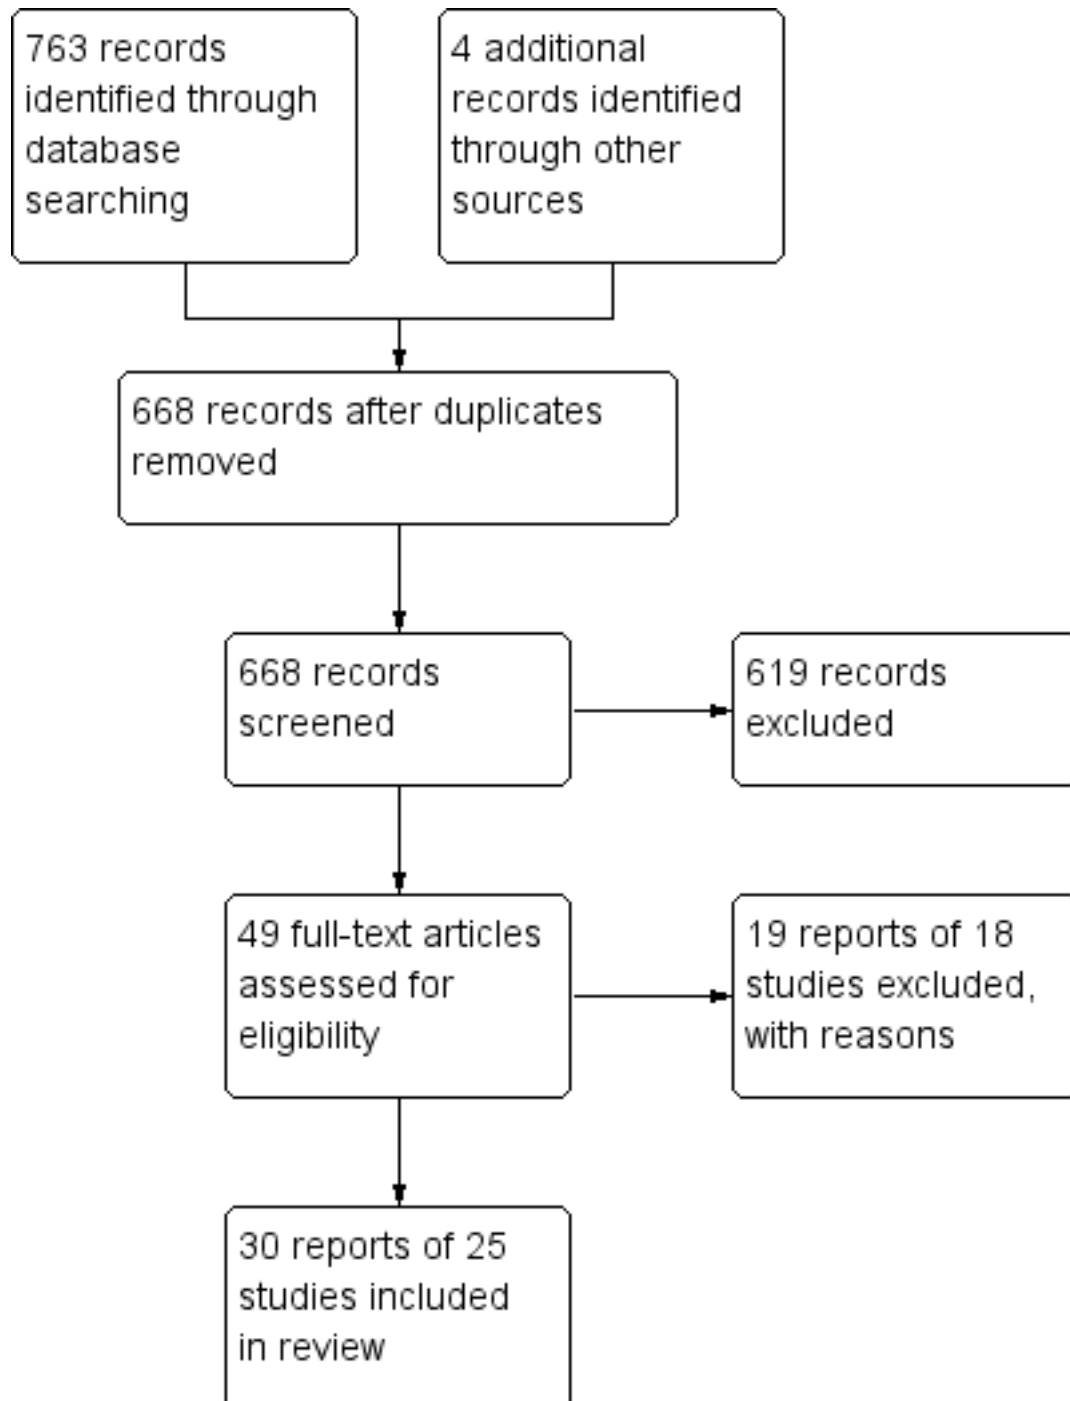 763 records
identified through
database
searching
4 additional
records identified
through other
sources
668 records after duplicates
removed
668 records
screened
619 records
excluded
49 full-text articles
assessed for
eligibility
19 reports of 18
studies excluded,
with reasons
30 reports of 25
studies included
in review